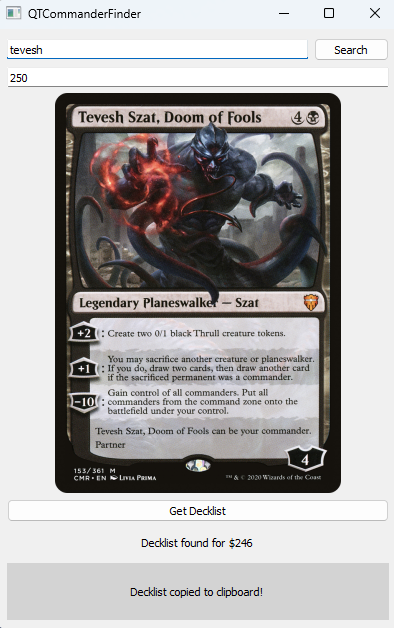 QTCommanderFinder
tevesh
Search
250
Tevesh Szat, Doom of Fools 4
Legendary Planeswalker — Szat
+2 : Create two 0/1 black Thrull creature tokens.
You may sacrifice another creature or planeswalker.
+1 : If you do, draw two cards, then draw another card
if the sacrificed permanent was a commander.
Gain control of all commanders. Put all
−10 : commanders from the command zone onto the
battlefield under your control.
Tevesh Szat, Doom of Fools can be your commander.
Partner
4
153/361 M
CMR • EN LIVIA PRIMA
™ & © 2020 Wizards of the Coast
Get Decklist
Decklist found for $246
Decklist copied to clipboard!